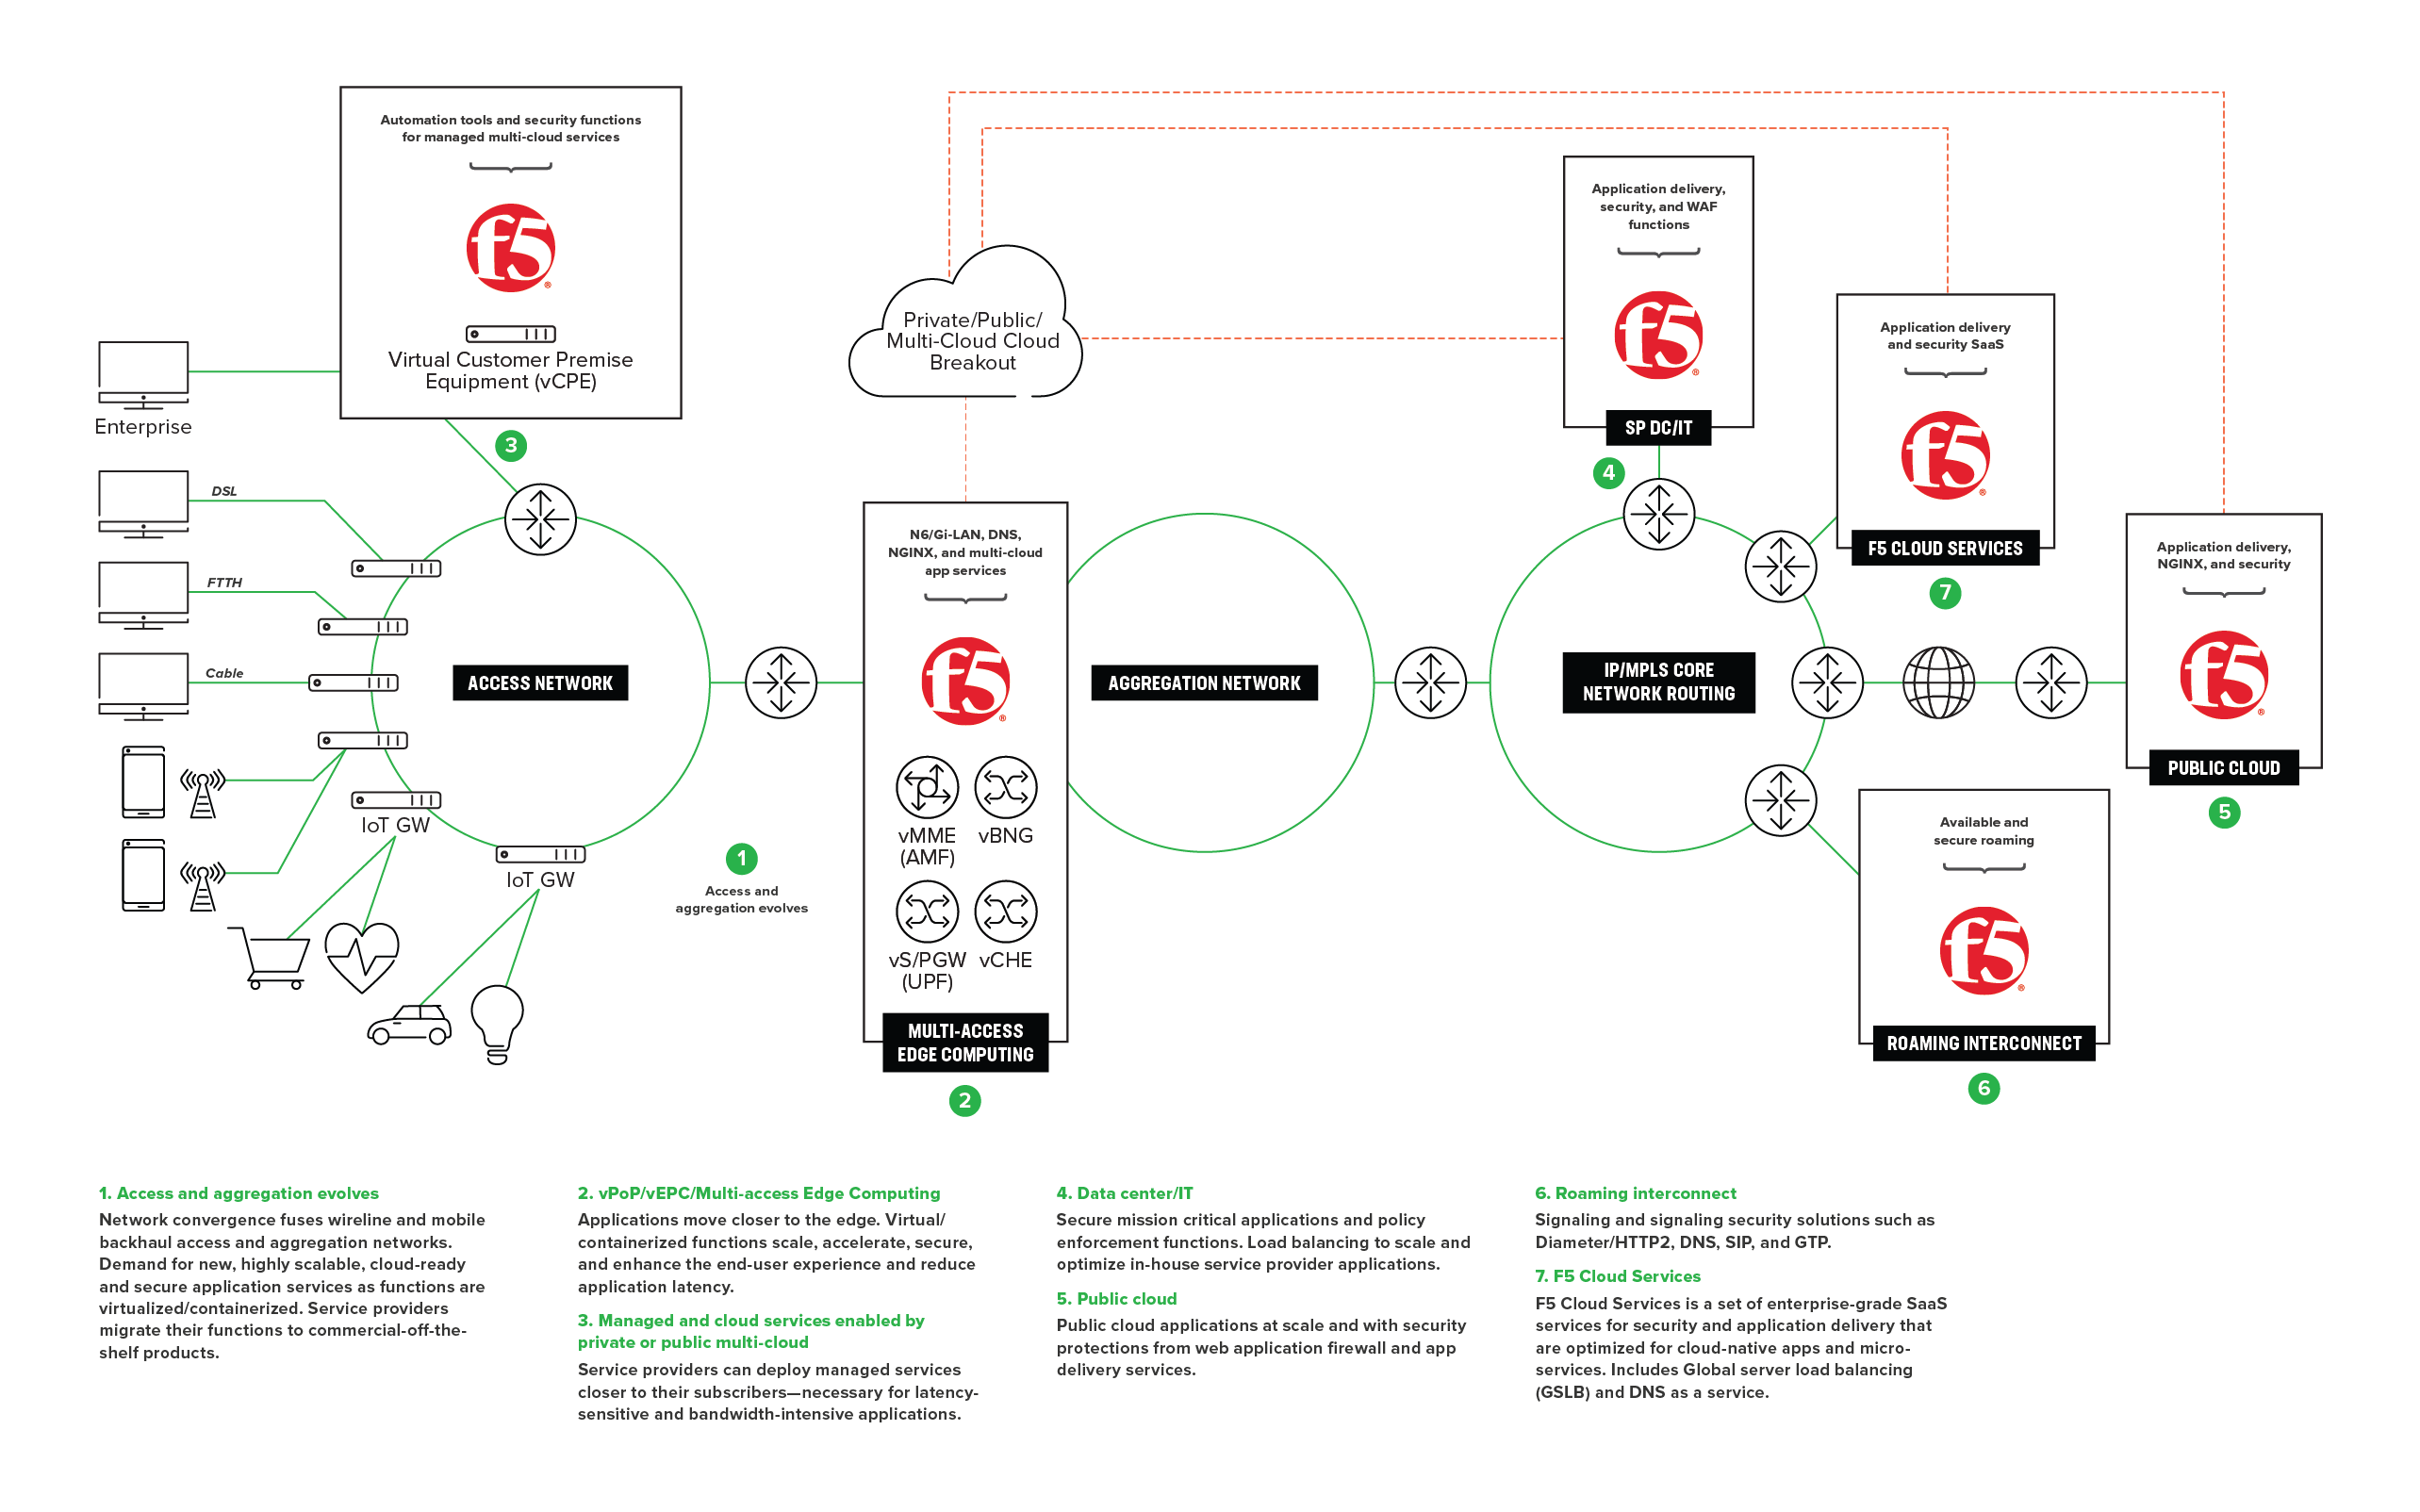 Automation tools and security functions
for managed multi-cloud services
f5
®
Virtual Customer Premise
Equipment (vCPE)
3
Enterprise
DSL
FTTH
Cable
IoT GW
IoT GW
ACCESS NETWORK
1
Access and
aggregation evolves
Private/Public/
Multi-Cloud Cloud
Breakout
N6/Gi-LAN, DNS,
NGINX, and multi-cloud
app services
f5
®
vMME
(AMF)
vBNG
vS/PGW
(UPF)
vCHE
MULTI-ACCESS
EDGE COMPUTING
2
AGGREGATION NETWORK
Application delivery,
security, and WAF
functions
f5
®
SP DC/IT
4
IP/MPLS CORE
NETWORK ROUTING
Application delivery
and security SaaS
f5
®
F5 CLOUD SERVICES
7
Application delivery,
NGINX, and security
f5
®
PUBLIC CLOUD
5
Available and
secure roaming
f5
®
ROAMING INTERCONNECT
6
1. Access and aggregation evolves
Network convergence fuses wireline and mobile
backhaul access and aggregation networks.
Demand for new, highly scalable, cloud-ready
and secure application services as functions are
virtualized/containerized. Service providers
migrate their functions to commercial-off-the-
shelf products.
2. vPoP/vEPC/Multi-access Edge Computing
Applications move closer to the edge. Virtual/
containerized functions scale, accelerate, secure,
and enhance the end-user experience and reduce
application latency.
3. Managed and cloud services enabled by
private or public multi-cloud
Service providers can deploy managed services
closer to their subscribers—necessary for latency-
sensitive and bandwidth-intensive applications.
4. Data center/IT
Secure mission critical applications and policy
enforcement functions. Load balancing to scale and
optimize in-house service provider applications.
5. Public cloud
Public cloud applications at scale and with security
protections from web application firewall and app
delivery services.
6. Roaming interconnect
Signaling and signaling security solutions such as
Diameter/HTTP2, DNS, SIP, and GTP.
7. F5 Cloud Services
F5 Cloud Services is a set of enterprise-grade SaaS
services for security and application delivery that
are optimized for cloud-native apps and micro-
services. Includes Global server load balancing
(GSLB) and DNS as a service.